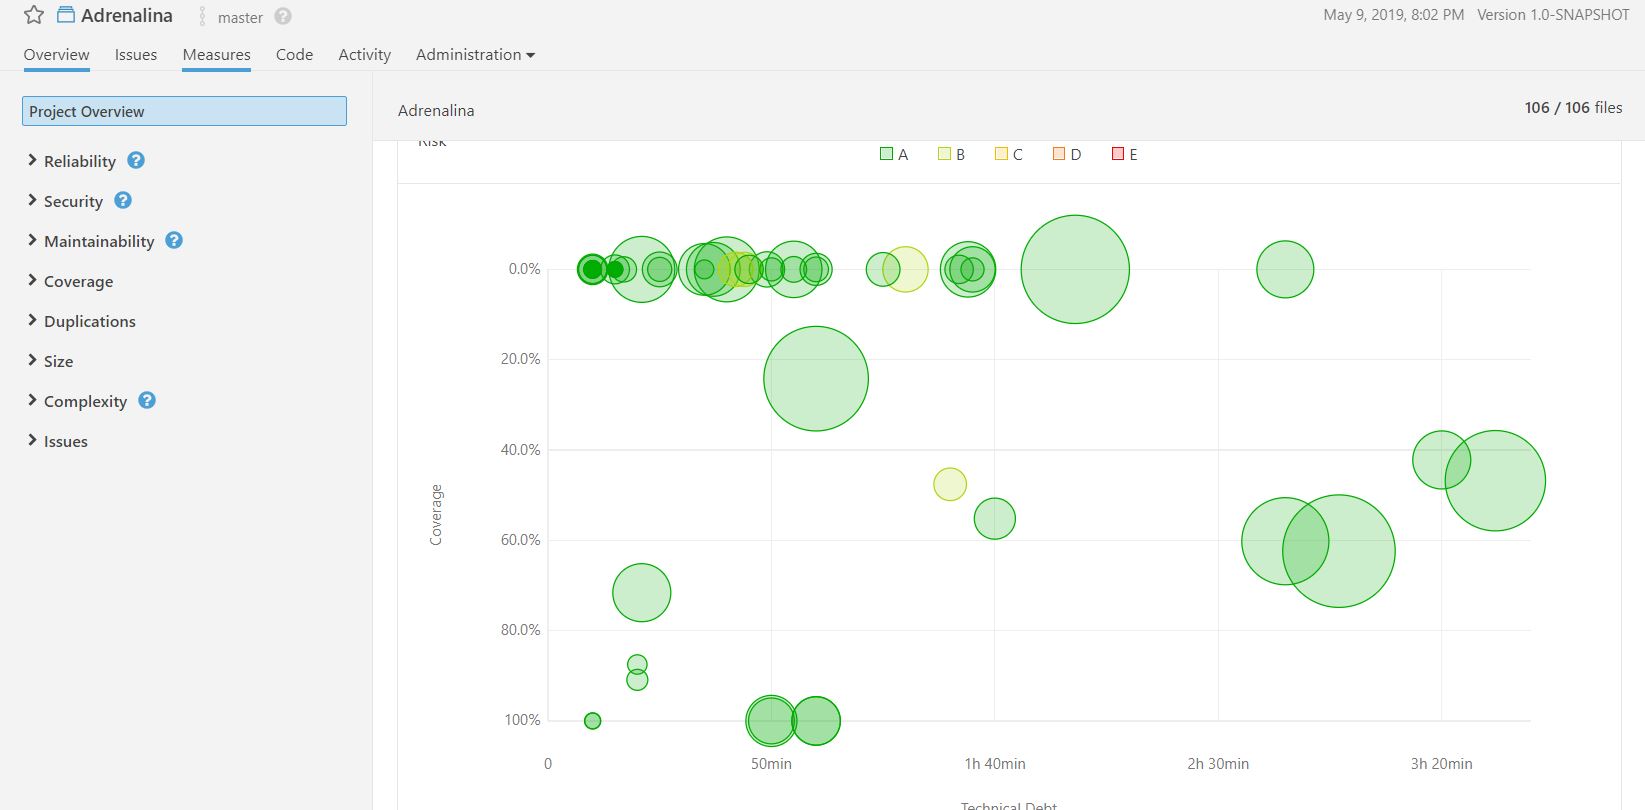 Adrenalina master ? May 9, 2019, 8:02 PM Version 1.0-SNAPSHOT
Overview Issues Measures Code Activity Administration
Project Overview
Adrenalina
106 / 106 files
Risk
A B C D E
Reliability ?
Security ?
Maintainability ?
Coverage
Duplications
Size
Complexity ?
Issues
0.0%
20.0%
40.0%
60.0%
80.0%
100%
Coverage
0 50min 1h 40min 2h 30min 3h 20min
Technical Debt